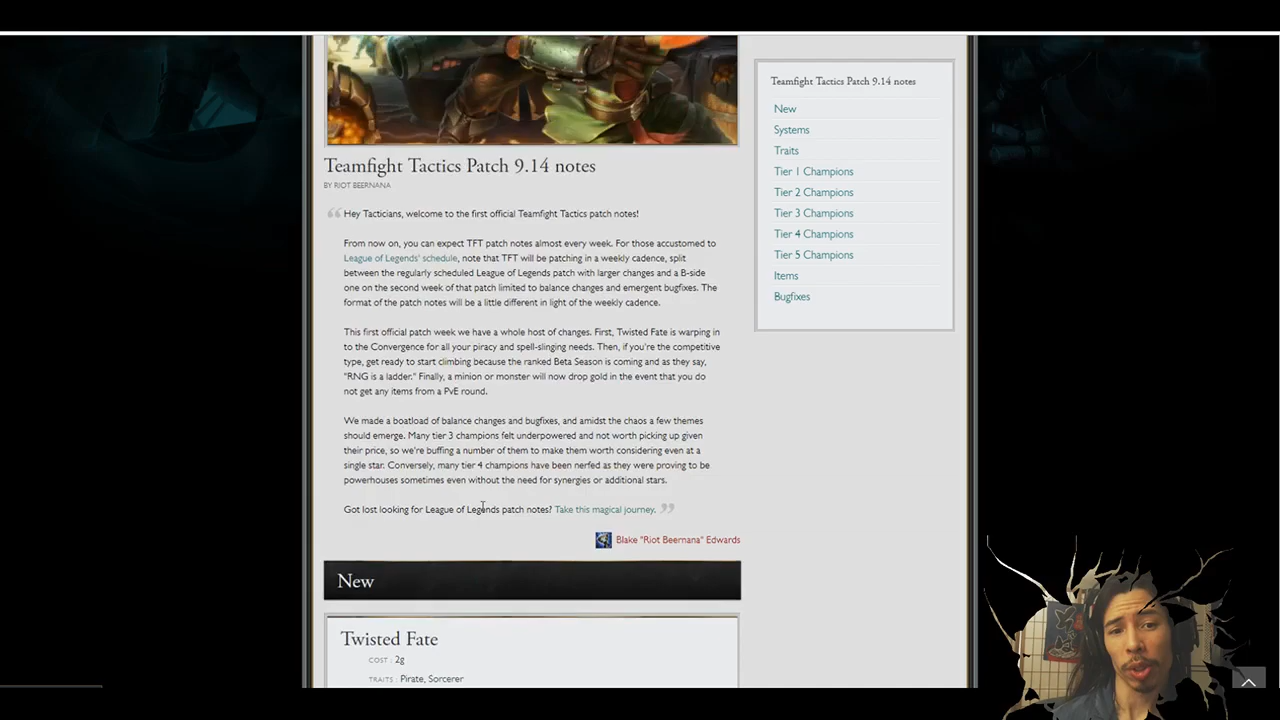 Teamfight Tactics Patch 9.14 notes
BY RIOT BEERNANA
Hey Tacticians, welcome to the first official Teamfight Tactics patch notes!
From now on, you can expect TFT patch notes almost every week. For those accustomed to
League of Legends' schedule, note that TFT will be patching in a weekly cadence, split
between the regularly scheduled League of Legends patch with larger changes and a B-side
one on the second week of that patch limited to balance changes and emergent bugfixes. The
format of the patch notes will be a little different in light of the weekly cadence.
This first official patch week we have a whole host of changes. First, Twisted Fate is warping in
to the Convergence for all your piracy and spell-slinging needs. Then, if you're the competitive
type, get ready to start climbing because the ranked Beta Season is coming and as they say,
"RNG is a ladder." Finally, a minion or monster will now drop gold in the event that you do
not get any items from a PvE round.
We made a boatload of balance changes and bugfixes, and amidst the chaos a few themes
should emerge. Many tier 3 champions felt underpowered and not worth picking up given
their price, so we're buffing a number of them to make them worth considering even at a
single star. Conversely, many tier 4 champions have been nerfed as they were proving to be
powerhouses sometimes even without the need for synergies or additional stars.
Got lost looking for League of Legends patch notes? Take this magical journey.
Blake "Riot Beernana" Edwards
New
Twisted Fate
COST : 2g
TRAITS : Pirate, Sorcerer
Teamfight Tactics Patch 9.14 notes
New
Systems
Traits
Tier 1 Champions
Tier 2 Champions
Tier 3 Champions
Tier 4 Champions
Tier 5 Champions
Items
Bugfixes